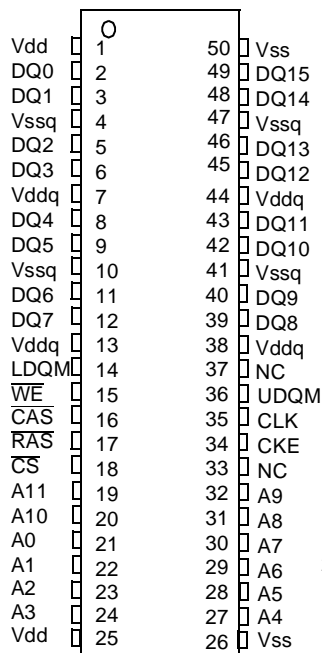 Vdd 1 50 Vss
DQ0 2 49 DQ15
DQ1 3 48 DQ14
Vssq 4 47 Vssq
DQ2 5 46 DQ13
DQ3 6 45 DQ12
Vddq 7 44 Vddq
DQ4 8 43 DQ11
DQ5 9 42 DQ10
Vssq 10 41 Vssq
DQ6 11 40 DQ9
DQ7 12 39 DQ8
Vddq 13 38 Vddq
LDQM 14 37 NC
WE 15 36 UDQM
CAS 16 35 CLK
RAS 17 34 CKE
CS 18 33 NC
A11 19 32 A9
A10 20 31 A8
A0 21 30 A7
A1 22 29 A6
A2 23 28 A5
A3 24 27 A4
Vdd 25 26 Vss